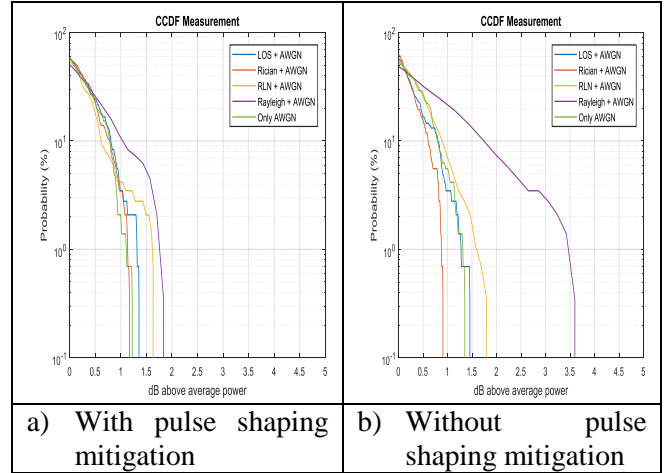 CCDF Measurement
10^2
10^1
10^0
10^-1
Probability (%)
LOS + AWGN
Rician + AWGN
RLN + AWGN
Rayleigh + AWGN
Only AWGN
0 0.5 1 1.5 2 2.5 3 3.5 4 4.5 5
dB above average power
CCDF Measurement
10^2
10^1
10^0
10^-1
Probability (%)
LOS + AWGN
Rician + AWGN
RLN + AWGN
Rayleigh + AWGN
Only AWGN
0 0.5 1 1.5 2 2.5 3 3.5 4 4.5 5
dB above average power
a) With pulse shaping
mitigation
b) Without pulse
shaping mitigation